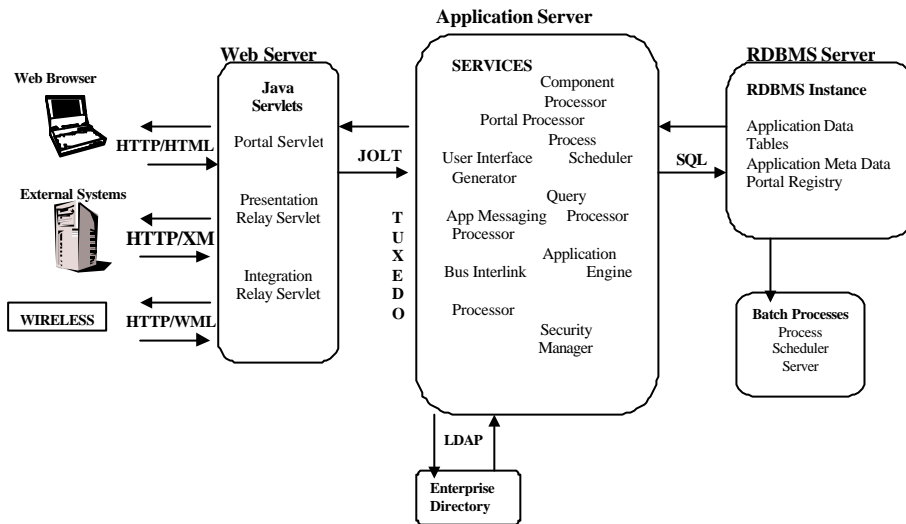 Application Server
Web Server
RDBMS Server
Web Browser
HTTP/HTML
External Systems
HTTP/XM
WIRELESS
HTTP/WML
Java
Servlets
Portal Servlet
Presentation
Relay Servlet
Integration
Relay Servlet
JOLT
TUXEDO
SERVICES
Component
Processor
Portal Processor
Process
User Interface Scheduler
Generator
Query
App Messaging Processor
Processor
Application
Bus Interlink Engine
Processor
Security
Manager
SQL
RDBMS Instance
Application Data
Tables
Application Meta Data
Portal Registry
Batch Processes
Process
Scheduler
Server
LDAP
Enterprise
Directory